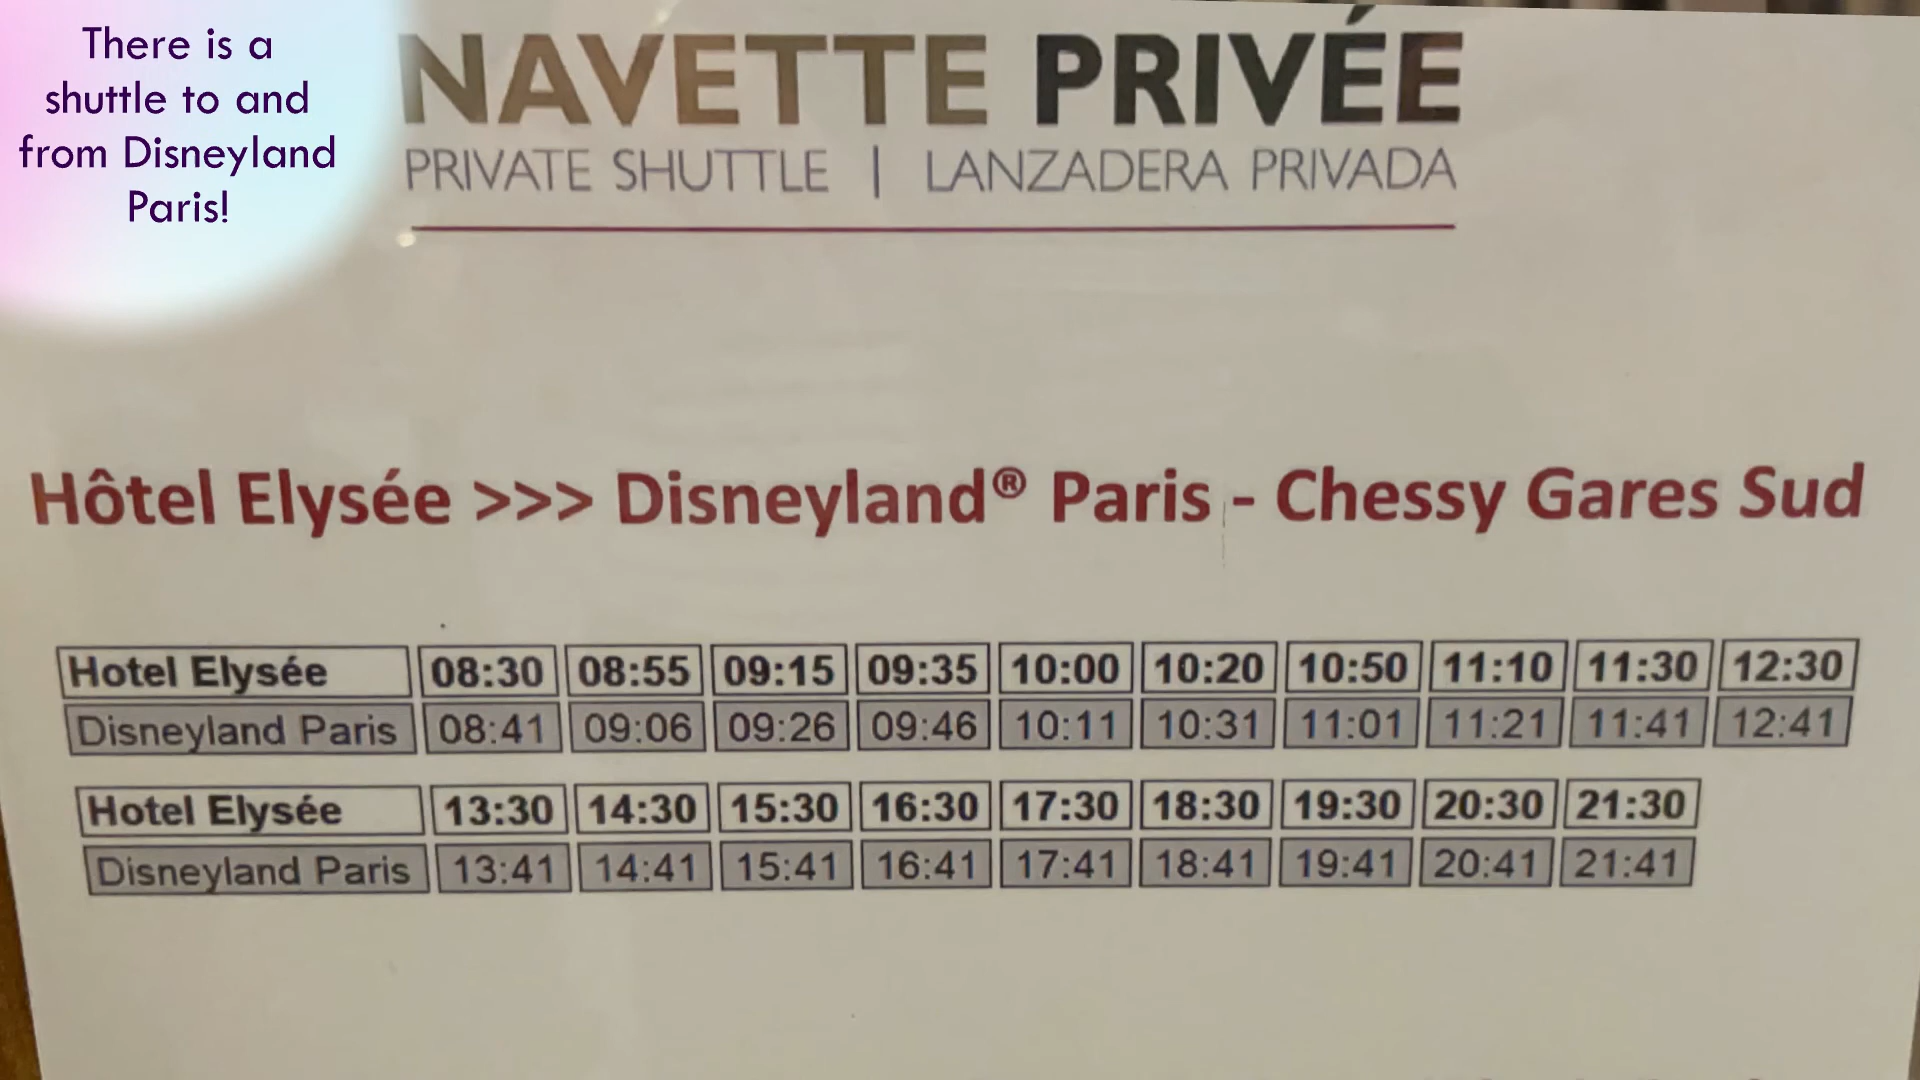 There is a
shuttle to and
from Disneyland
Paris!
NAVETTE PRIVÉE
PRIVATE SHUTTLE | LANZADERA PRIVADA
Hôtel Elysée >>> Disneyland® Paris - Chessy Gares Sud
Hotel Elysée 08:30 08:55 09:15 09:35 10:00 10:20 10:50 11:10 11:30 12:30
Disneyland Paris 08:41 09:06 09:26 09:46 10:11 10:31 11:01 11:21 11:41 12:41
Hotel Elysée 13:30 14:30 15:30 16:30 17:30 18:30 19:30 20:30 21:30
Disneyland Paris 13:41 14:41 15:41 16:41 17:41 18:41 19:41 20:41 21:41